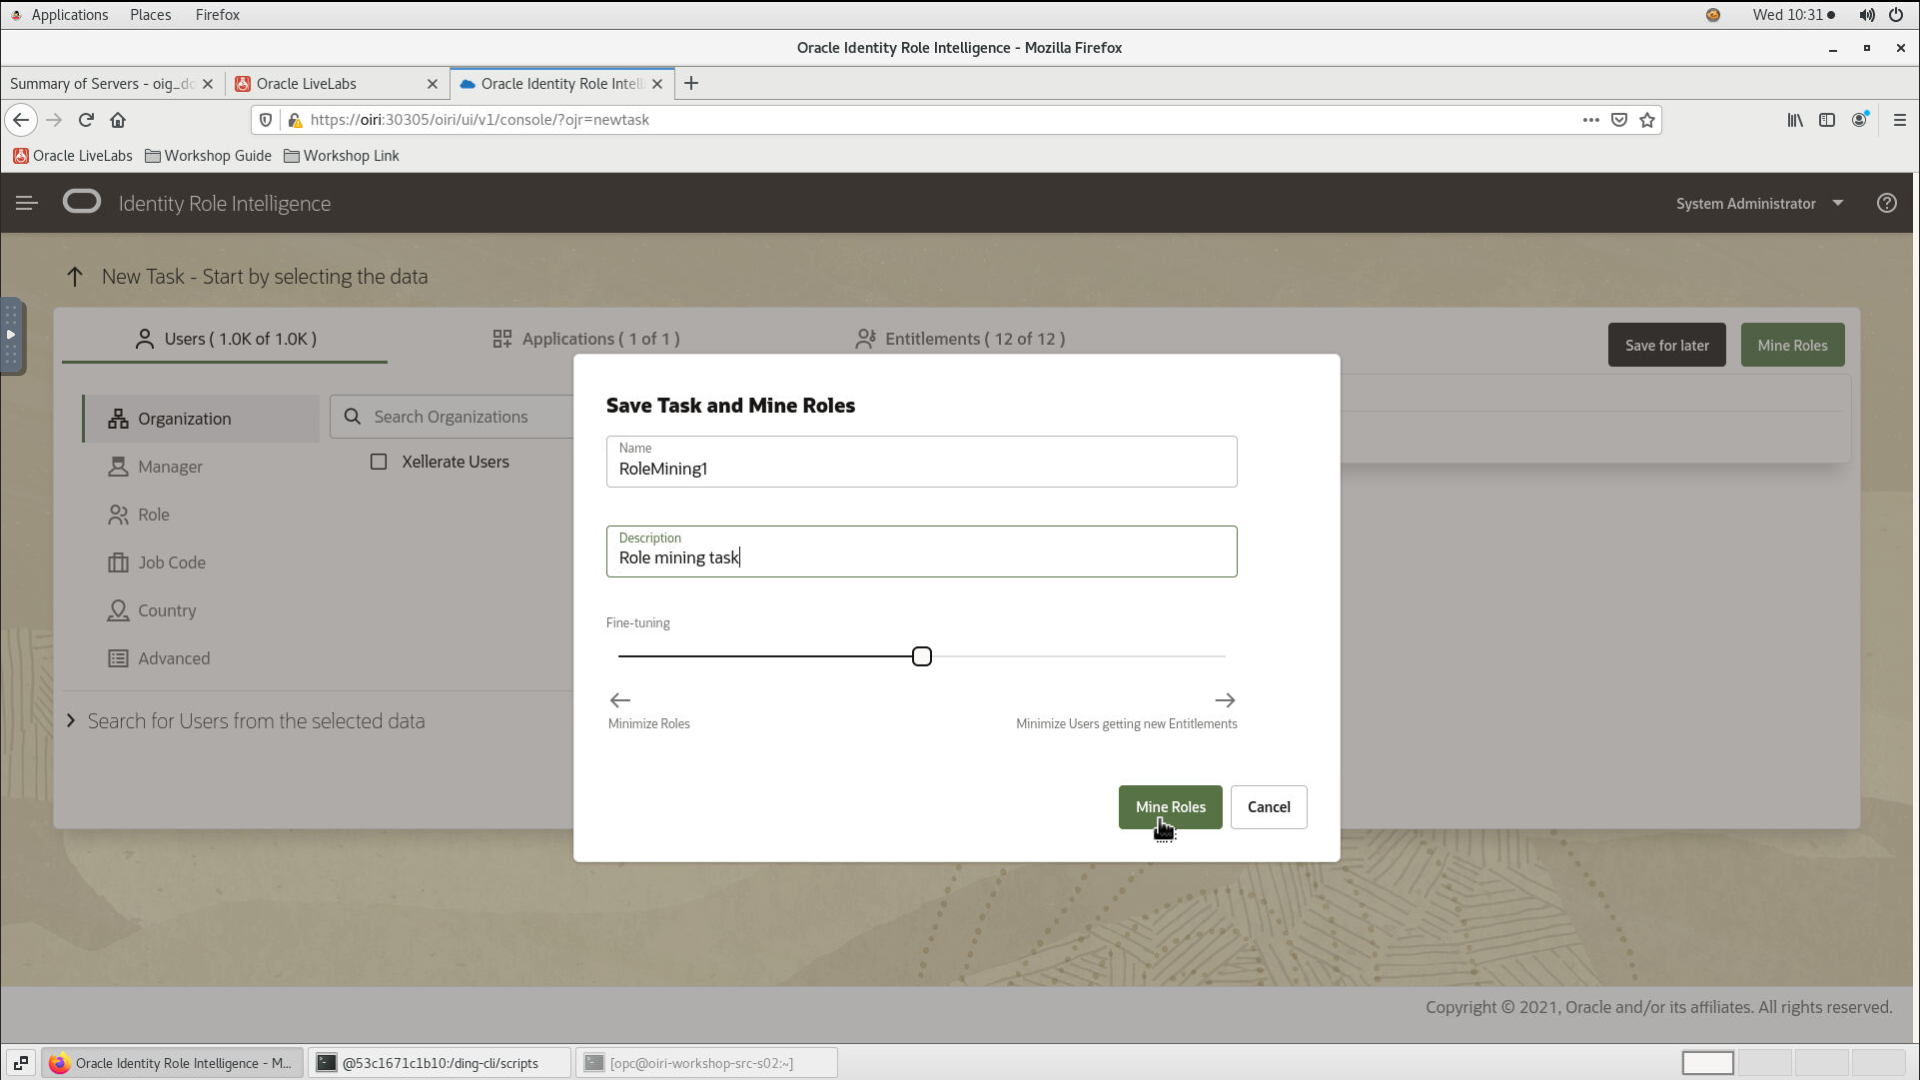 Applications Places Firefox Wed 10:31
Oracle Identity Role Intelligence - Mozilla Firefox
Summary of Servers - oig_do Oracle LiveLabs Oracle Identity Role Intell
https://oiri:30305/oiri/ui/v1/console/?ojr=newtask
Oracle LiveLabs Workshop Guide Workshop Link
Identity Role Intelligence System Administrator
New Task - Start by selecting the data
Users ( 1.0K of 1.0K ) Applications ( 1 of 1 ) Entitlements ( 12 of 12 ) Save for later Mine Roles
Organization
Manager
Role
Job Code
Country
Advanced
Search Organizations
Xellerate Users
Search for Users from the selected data
Save Task and Mine Roles
Name
RoleMining1
Description
Role mining task
Fine-tuning
Minimize Roles Minimize Users getting new Entitlements
Mine Roles Cancel
Copyright © 2021, Oracle and/or its affiliates. All rights reserved.
Oracle Identity Role Intelligence - M... @53c1671c1b10:/ding-cli/scripts [opc@oiri-workshop-src-s02:~]